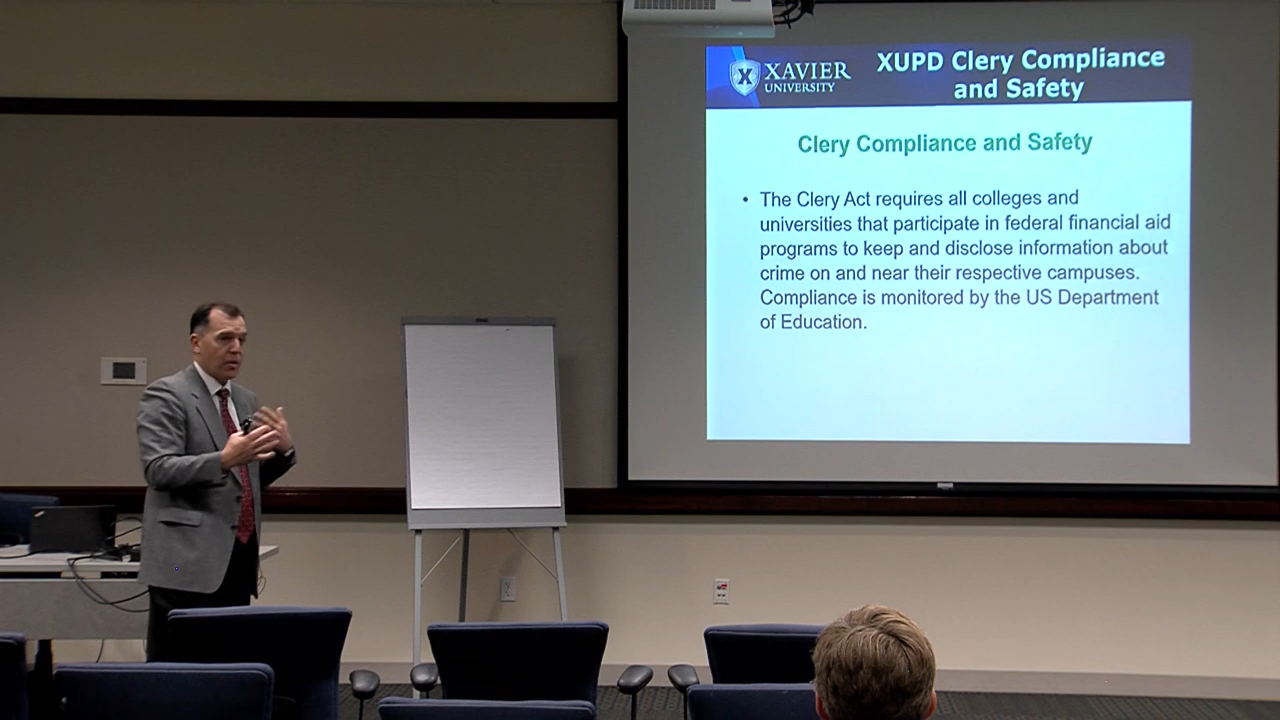 XAVIER
UNIVERSITY
XUPD Clery Compliance
and Safety
Clery Compliance and Safety
• The Clery Act requires all colleges and
universities that participate in federal financial aid
programs to keep and disclose information about
crime on and near their respective campuses.
Compliance is monitored by the US Department
of Education.